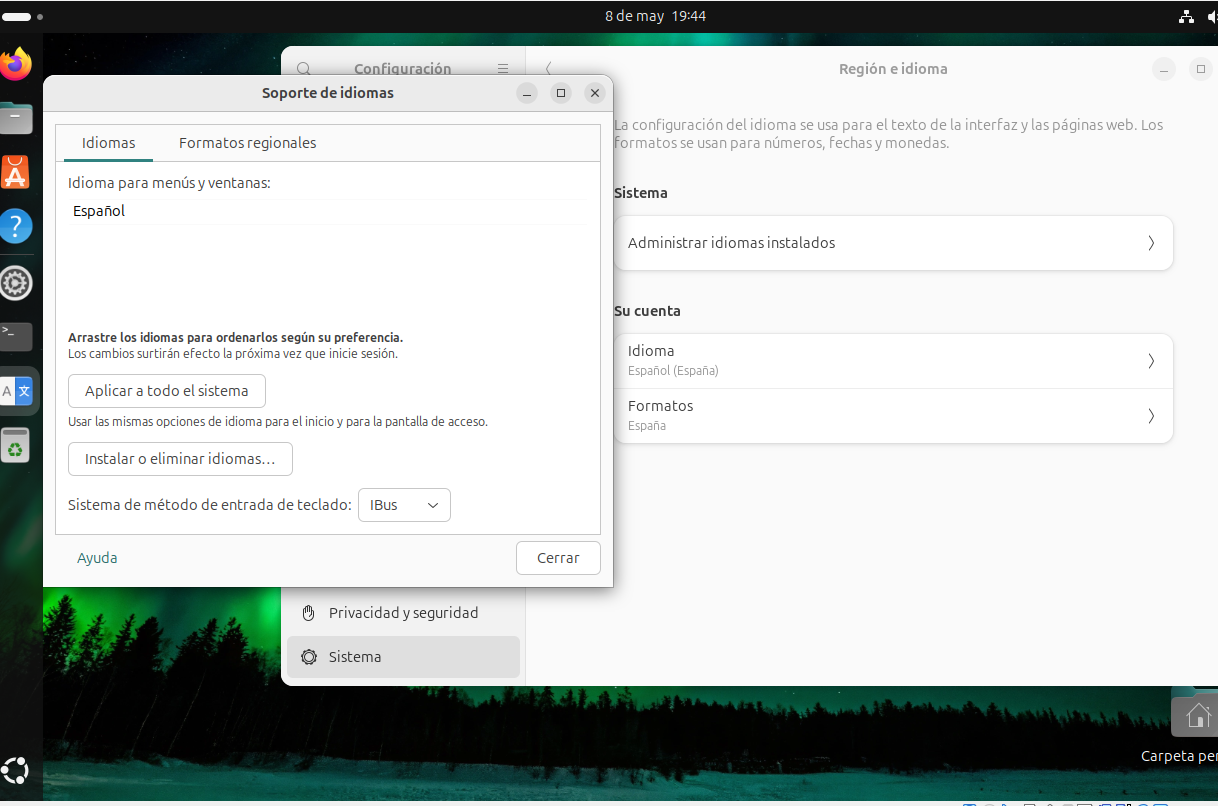 8 de may 19:44
Configuración
Región e idioma
Soporte de idiomas
Idiomas
Formatos regionales
Idioma para menús y ventanas:
Español
Arrastre los idiomas para ordenarlos según su preferencia.
Los cambios surtirán efecto la próxima vez que inicie sesión.
Aplicar a todo el sistema
Usar las mismas opciones de idioma para el inicio y para la pantalla de acceso.
Instalar o eliminar idiomas…
Sistema de método de entrada de teclado:
IBus
Ayuda
Cerrar
La configuración del idioma se usa para el texto de la interfaz y las páginas web. Los
formatos se usan para números, fechas y monedas.
Sistema
Administrar idiomas instalados
Su cuenta
Idioma
Español (España)
Formatos
España
Privacidad y seguridad
Sistema
Carpeta per